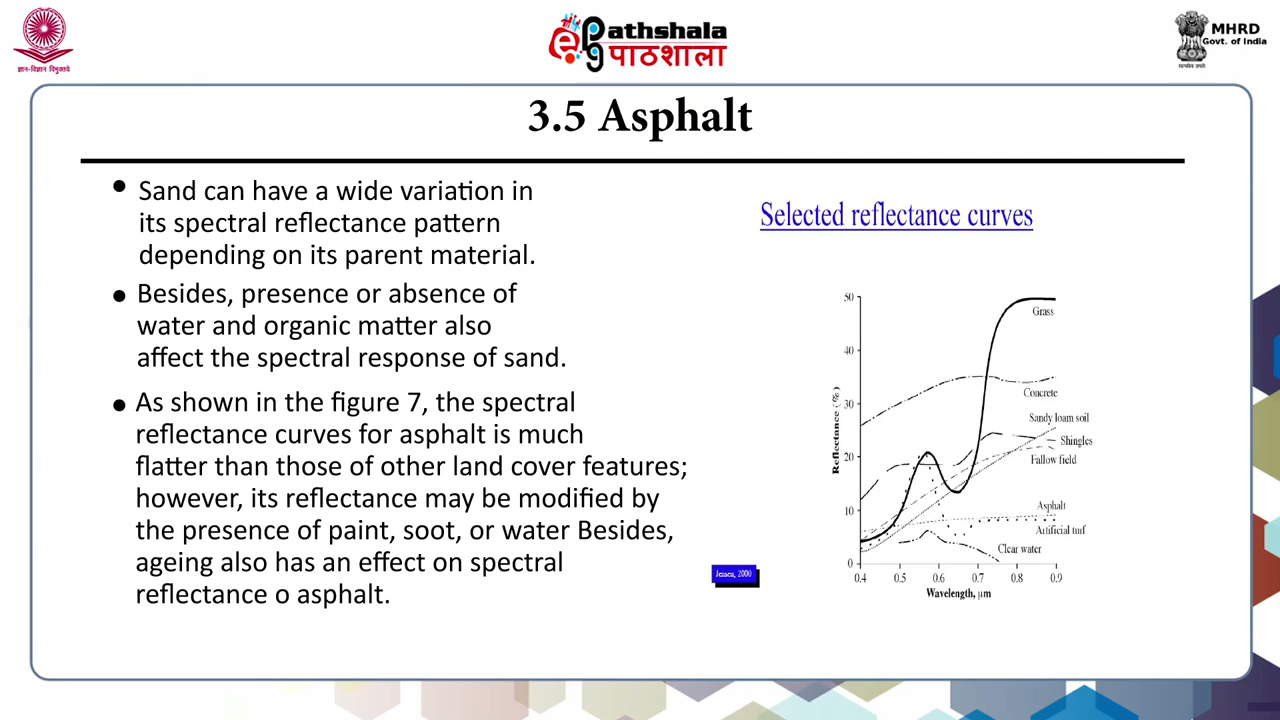 ज्ञान-विज्ञान विमुक्तये
ePathshala
पाठशाला
MHRD
Govt. of India
सत्यमेव जयते
3.5 Asphalt
• Sand can have a wide variation in
its spectral reflectance pattern
depending on its parent material.
• Besides, presence or absence of
water and organic matter also
affect the spectral response of sand.
• As shown in the figure 7, the spectral
reflectance curves for asphalt is much
flatter than those of other land cover features;
however, its reflectance may be modified by
the presence of paint, soot, or water Besides,
ageing also has an effect on spectral
reflectance o asphalt.
Selected reflectance curves
50
40
30
20
10
0
Reflectance (%)
Grass
Concrete
Sandy loam soil
Shingles
Fallow field
Asphalt
Artificial turf
Clear water
0.4 0.5 0.6 0.7 0.8 0.9
Wavelength, μm
Jensen, 2000